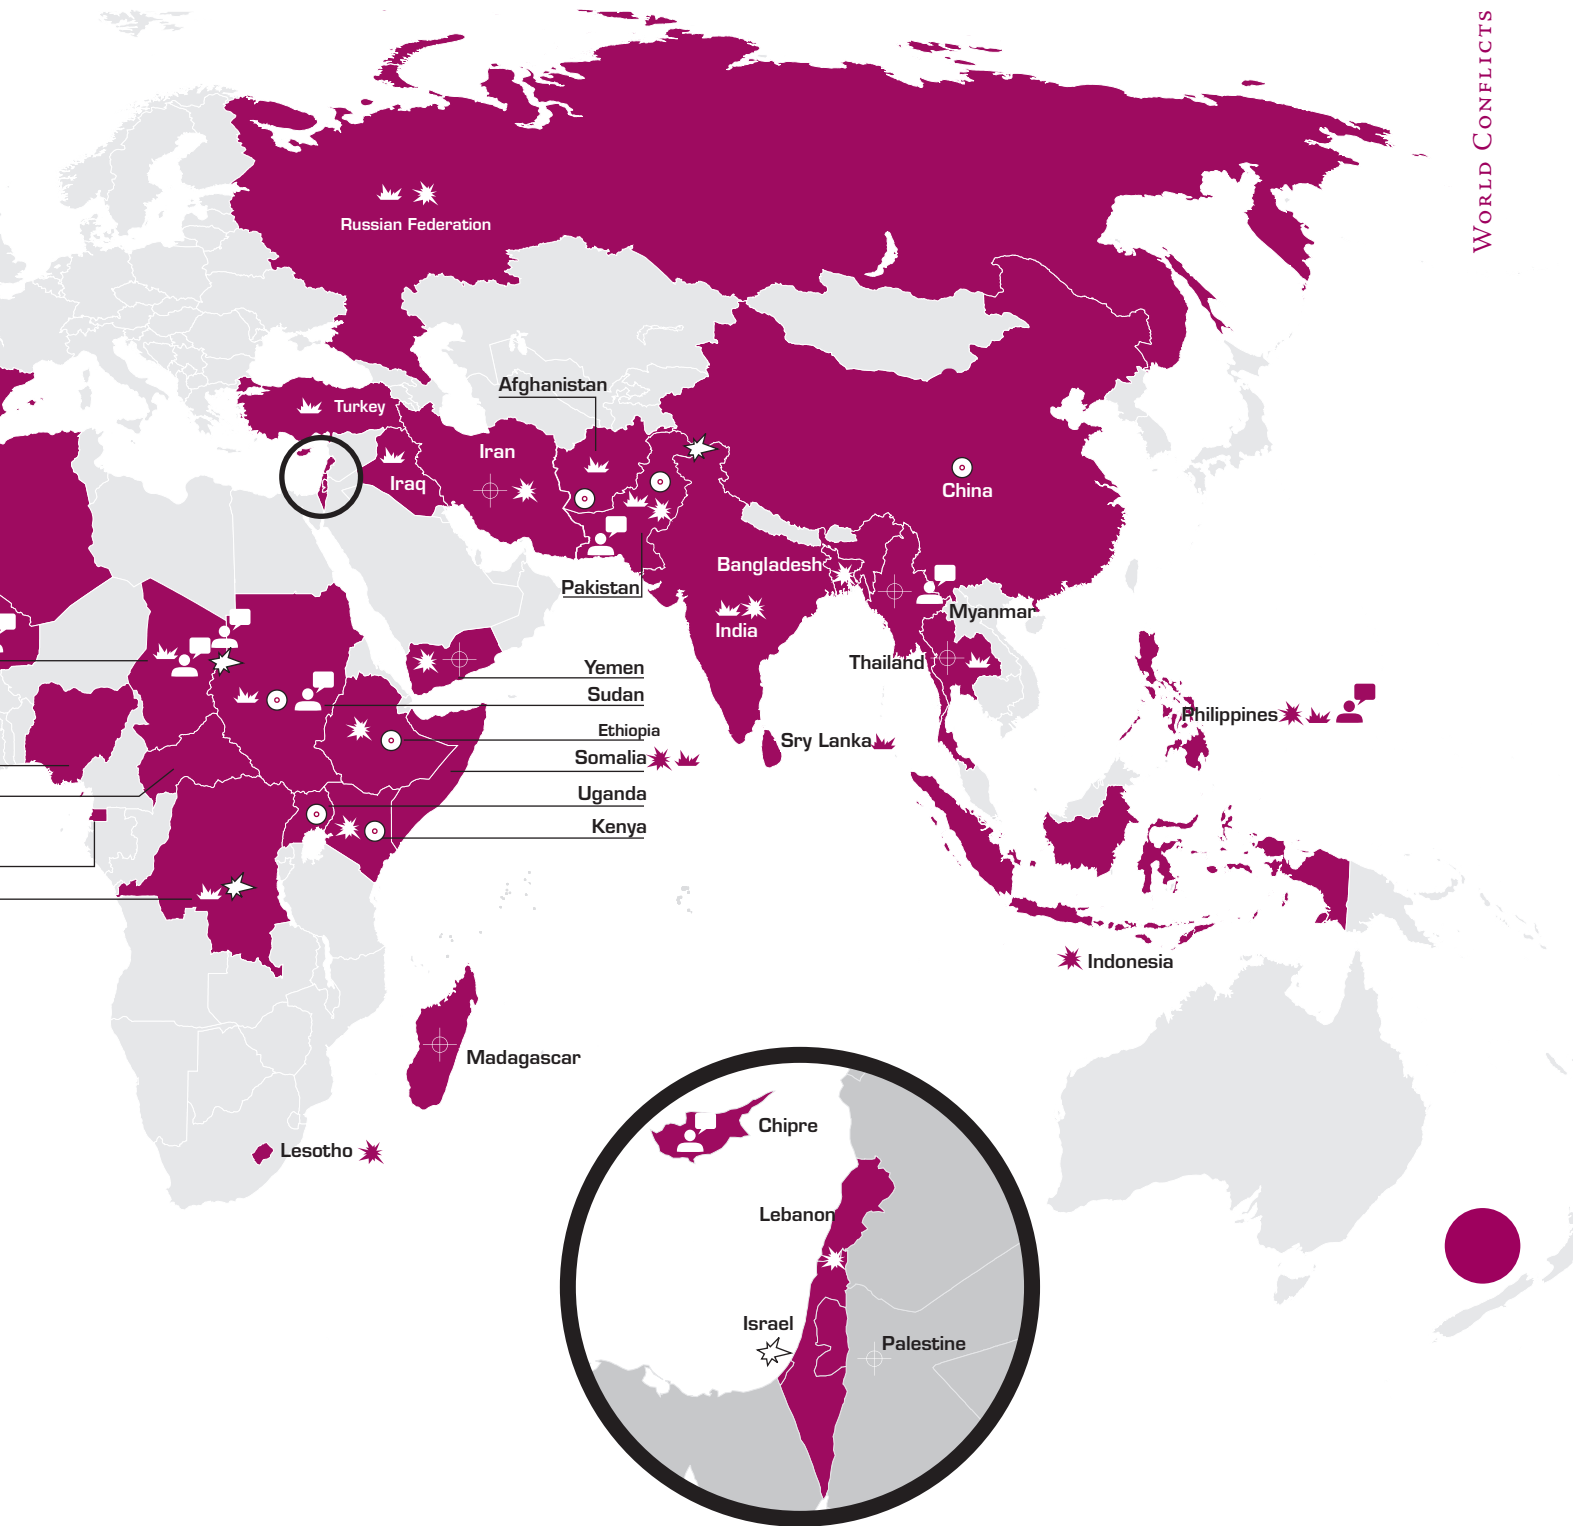 World Conflicts
Russian Federation
Afghanistan
Turkey
Iran
Iraq
China
Bangladesh
Pakistan
Myanmar
India
Thailand
Yemen
Sudan
Philippines
Ethiopia
Sry Lanka
Somalia
Uganda
Kenya
Indonesia
Madagascar
Chipre
Lesotho
Lebanon
Israel
Palestine